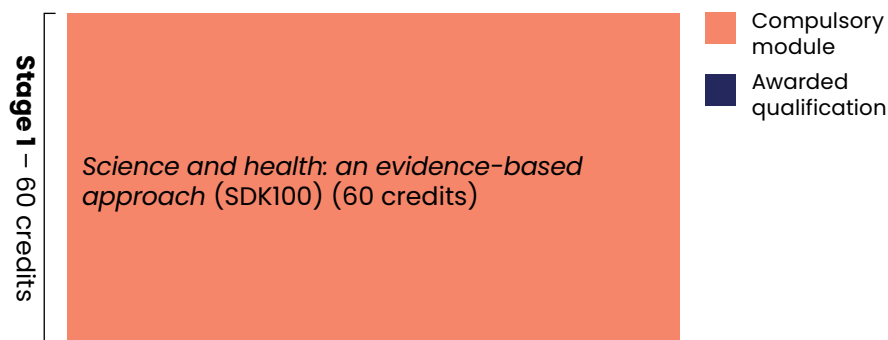 Stage 1 – 60 credits
Science and health: an evidence-based
approach (SDK100) (60 credits)
Compulsory
module
Awarded
qualification